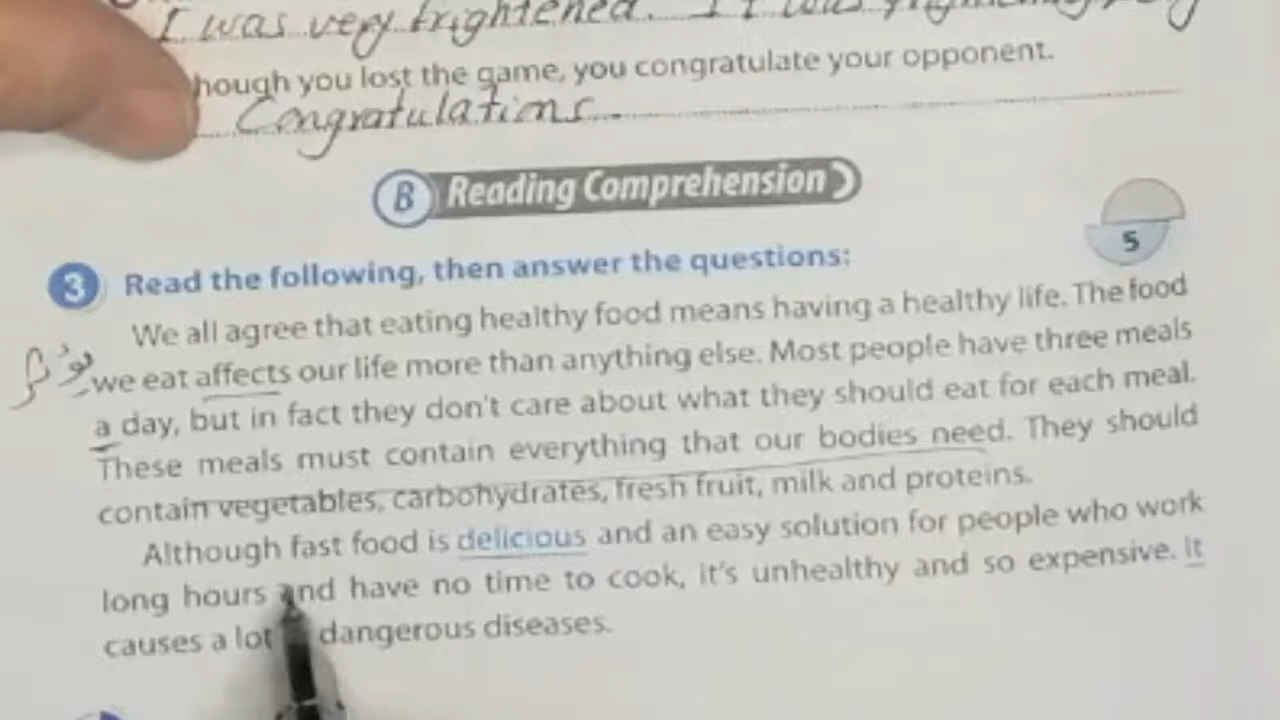 I was very frightened. It was
hough you lost the game, you congratulate your opponent.
Congratulations
B Reading Comprehension
5
3 Read the following, then answer the questions:
We all agree that eating healthy food means having a healthy life. The food
we eat affects our life more than anything else. Most people have three meals
a day, but in fact they don't care about what they should eat for each meal.
These meals must contain everything that our bodies need. They should
contain vegetables, carbohydrates, fresh fruit, milk and proteins.
Although fast food is delicious and an easy solution for people who work
long hours and have no time to cook, it's unhealthy and so expensive. It
causes a lot dangerous diseases.